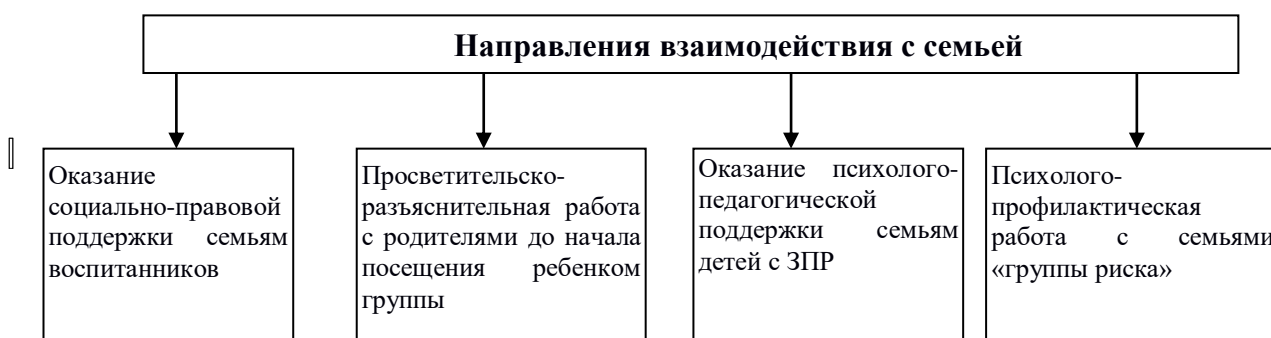 Направления взаимодействия с семьей
Оказание
социально-правовой
поддержки семьям
воспитанников
Просветительско-
разъяснительная работа
с родителями до начала
посещения ребенком
группы
Оказание психолого-
педагогической
поддержки семьям
детей с ЗПР
Психолого-
профилактическая
работа с семьями
«группы риска»